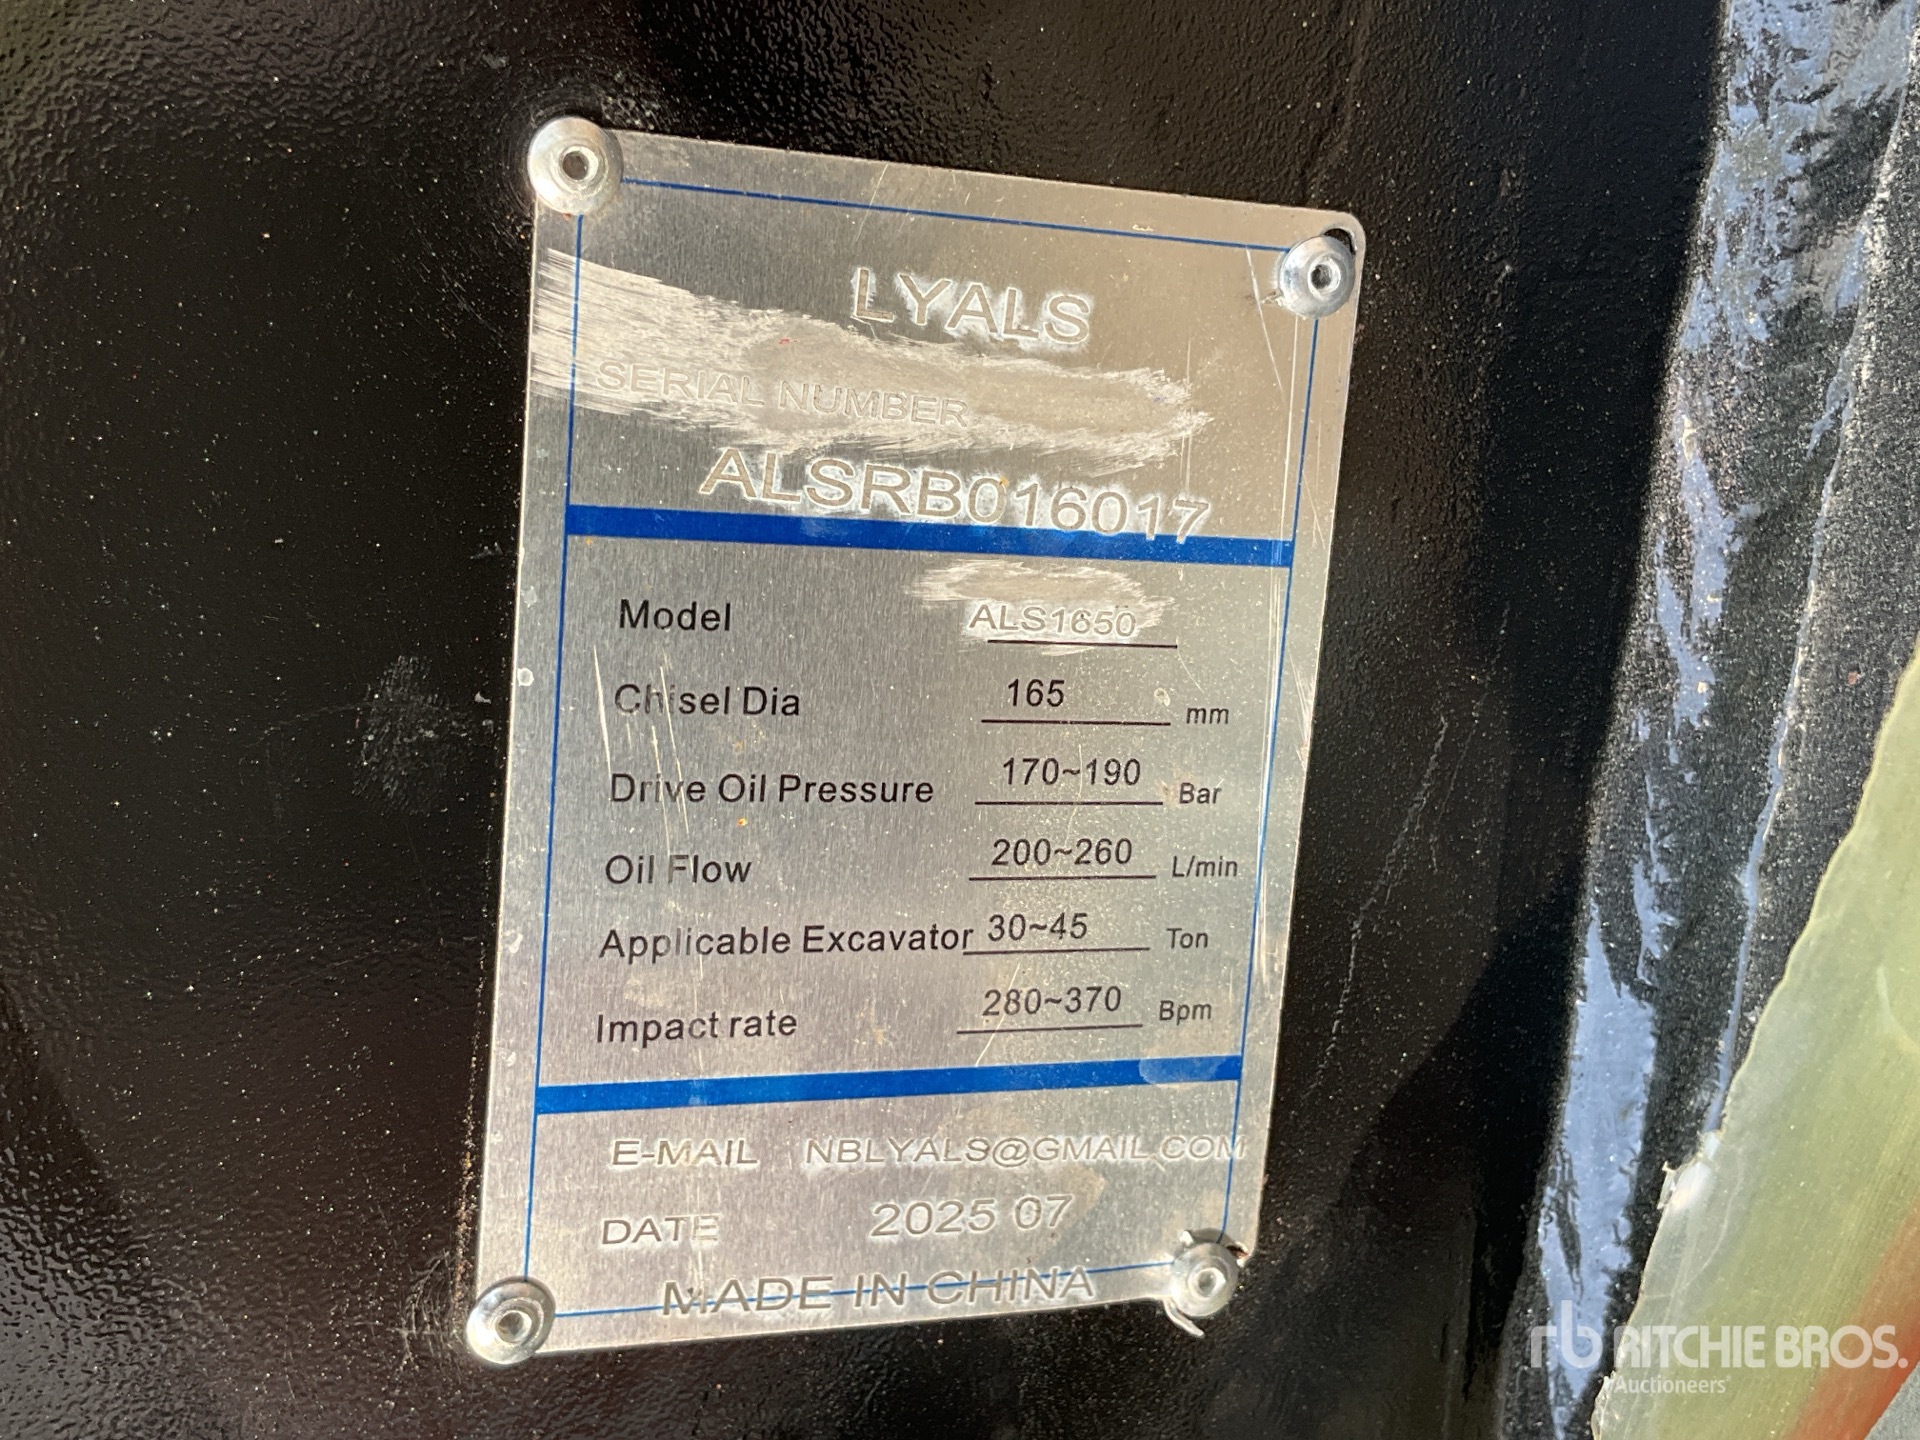 LYALS
SERIAL NUMBER
ALSRB016017
Model ALS1650
Chisel Dia 165 mm
Drive Oil Pressure 170~190 Bar
Oil Flow 200~260 L/min
Applicable Excavator 30~45 Ton
Impact rate 280~370 Bpm
E-MAIL NBLYALS@GMAIL.COM
DATE 2025 07
MADE IN CHINA
rb RITCHIE BROS.
Auctioneers